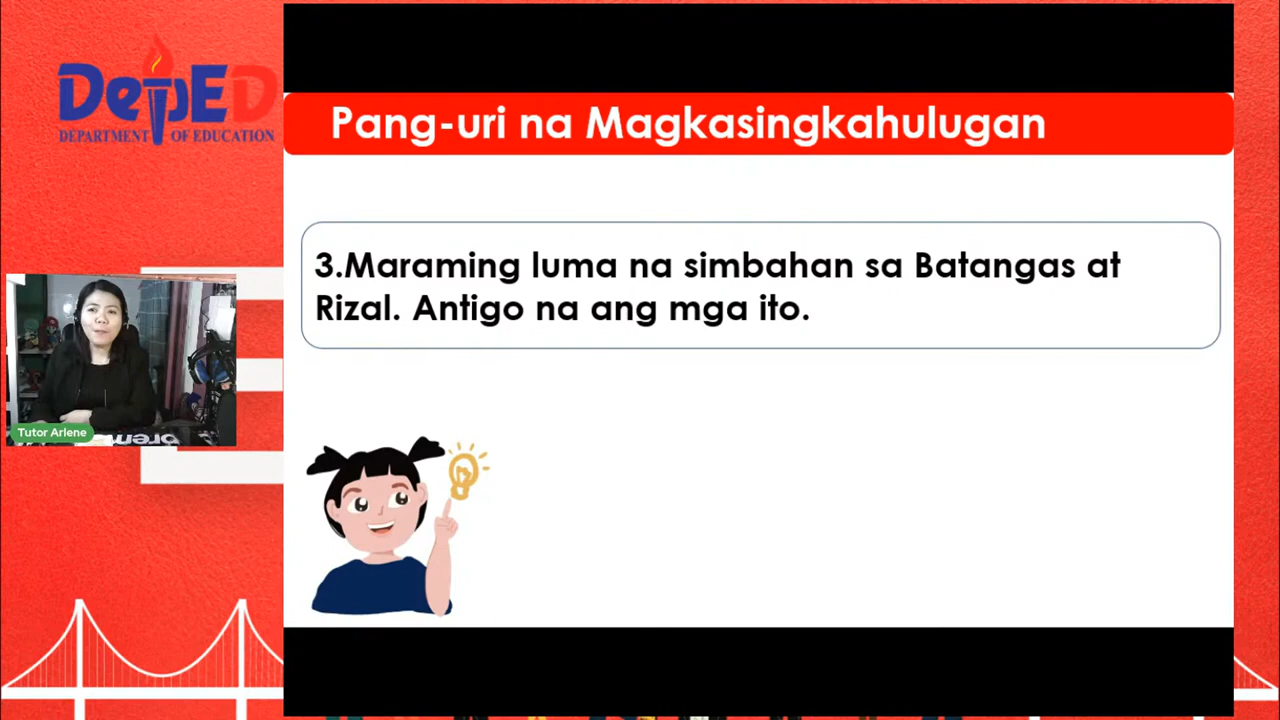 DepED
DEPARTMENT OF EDUCATION
Pang-uri na Magkasingkahulugan
3.Maraming luma na simbahan sa Batangas at
Rizal. Antigo na ang mga ito.
Tutor Arlene